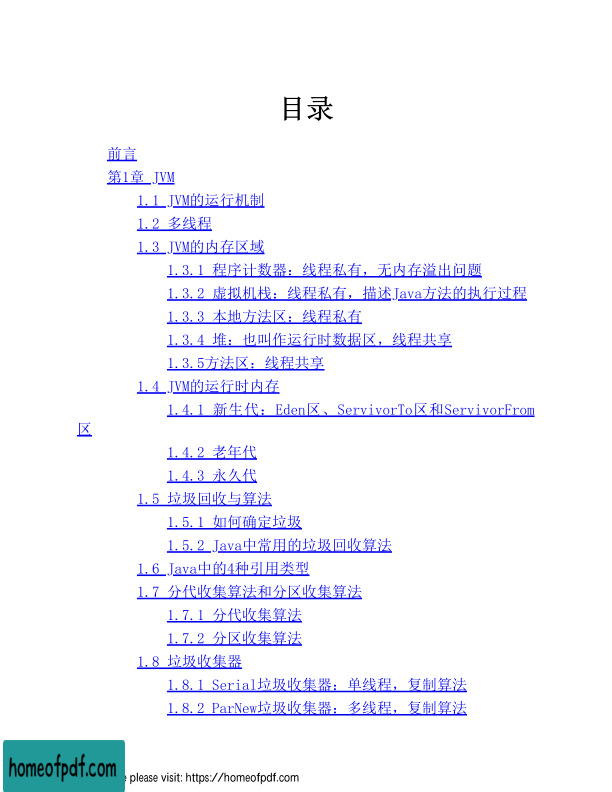 目录
前言
第1章 JVM
1.1 JVM的运行机制
1.2 多线程
1.3 JVM的内存区域
1.3.1 程序计数器：线程私有，无内存溢出问题
1.3.2 虚拟机栈：线程私有，描述Java方法的执行过程
1.3.3 本地方法区：线程私有
1.3.4 堆：也叫作运行时数据区，线程共享
1.3.5方法区：线程共享
1.4 JVM的运行时内存
1.4.1 新生代：Eden区、ServivorTo区和ServivorFrom
区
1.4.2 老年代
1.4.3 永久代
1.5 垃圾回收与算法
1.5.1 如何确定垃圾
1.5.2 Java中常用的垃圾回收算法
1.6 Java中的4种引用类型
1.7 分代收集算法和分区收集算法
1.7.1 分代收集算法
1.7.2 分区收集算法
1.8 垃圾收集器
1.8.1 Serial垃圾收集器：单线程，复制算法
1.8.2 ParNew垃圾收集器：多线程，复制算法
homeofpdf.com
e please visit: https://homeofpdf.com